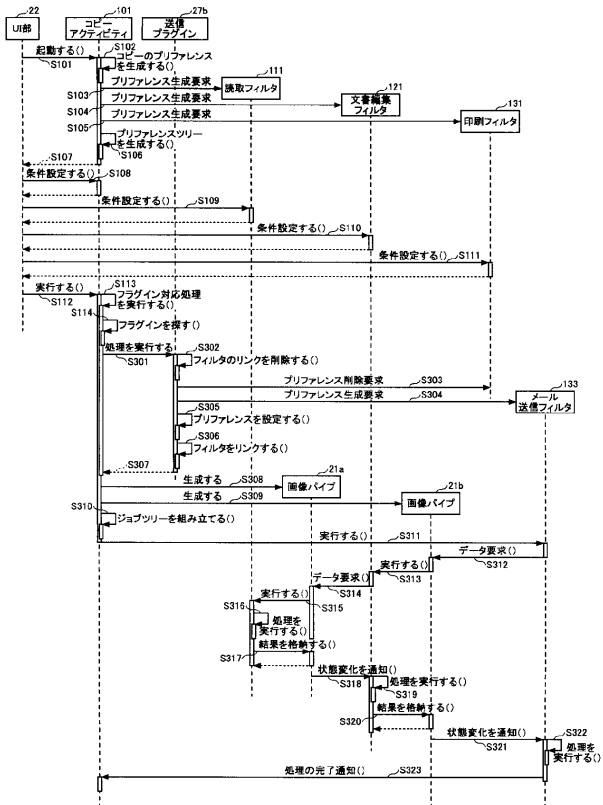 22
101
27b
UI部
コピー
アクティビティ
送信
プラグイン
起動する()
S101
S102
コピーのプリファレンス
を生成する()
プリファレンス生成要求
S103
111
読取フィルタ
プリファレンス生成要求
S104
121
文書編集
フィルタ
プリファレンス生成要求
S105
131
印刷フィルタ
プリファレンスツリー
を生成する()
S106
S107
条件設定する()
S108
条件設定する()
S109
条件設定する()
S110
条件設定する()
S111
実行する()
S112
S113
フラグイン対応処理
を実行する()
S114
フラグインを探す()
処理を実行する
S301
S302
フィルタのリンクを削除する()
プリファレンス削除要求
S303
プリファレンス生成要求
S304
133
メール
送信フィルタ
S305
プリファレンスを設定する()
S306
フィルタをリンクする()
S307
生成する
S308
21a
画像パイプ
生成する
S309
21b
画像パイプ
S310
ジョブツリーを組み立てる()
実行する()
S311
データ要求()
S312
実行する()
S313
データ要求()
S314
実行する()
S315
S316
処理を
実行する()
結果を格納する()
S317
状態変化を通知()
S318
処理を実行する()
S319
結果を格納する()
S320
状態変化を通知()
S321
S322
処理を
実行する()
処理の完了通知()
S323